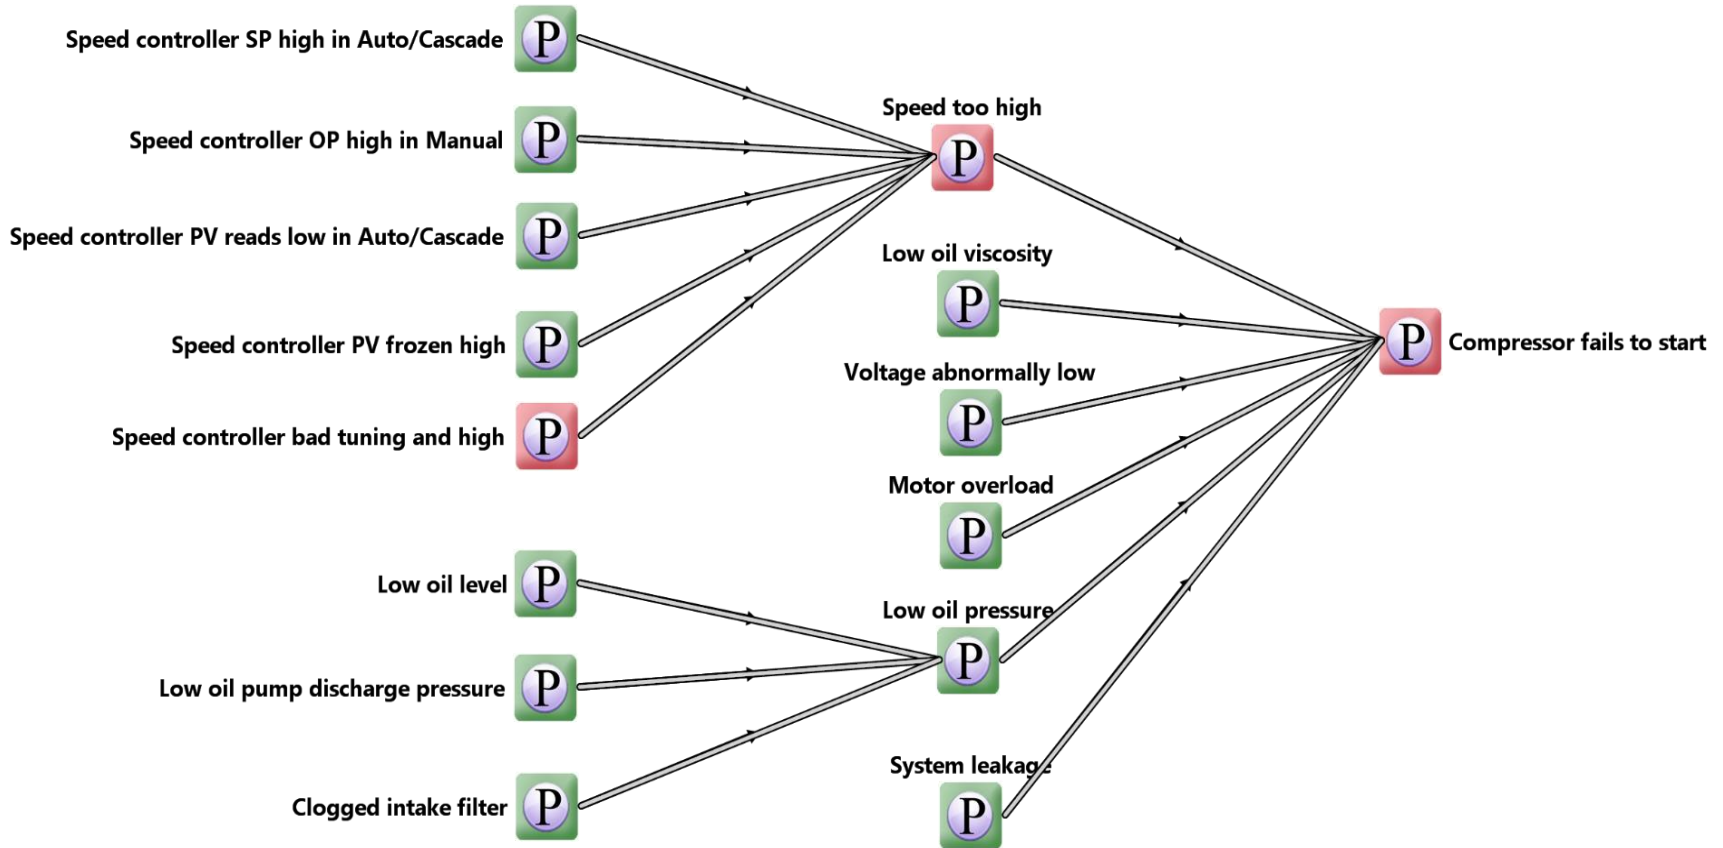 Speed controller SP high in Auto/Cascade
P
Speed controller OP high in Manual
P
Speed controller PV reads low in Auto/Cascade
P
Speed controller PV frozen high
P
Speed controller bad tuning and high
P
Low oil level
P
Low oil pump discharge pressure
P
Clogged intake filter
P
Speed too high
P
Low oil viscosity
P
Voltage abnormally low
P
Motor overload
P
Low oil pressure
P
System leakage
P
P
Compressor fails to start